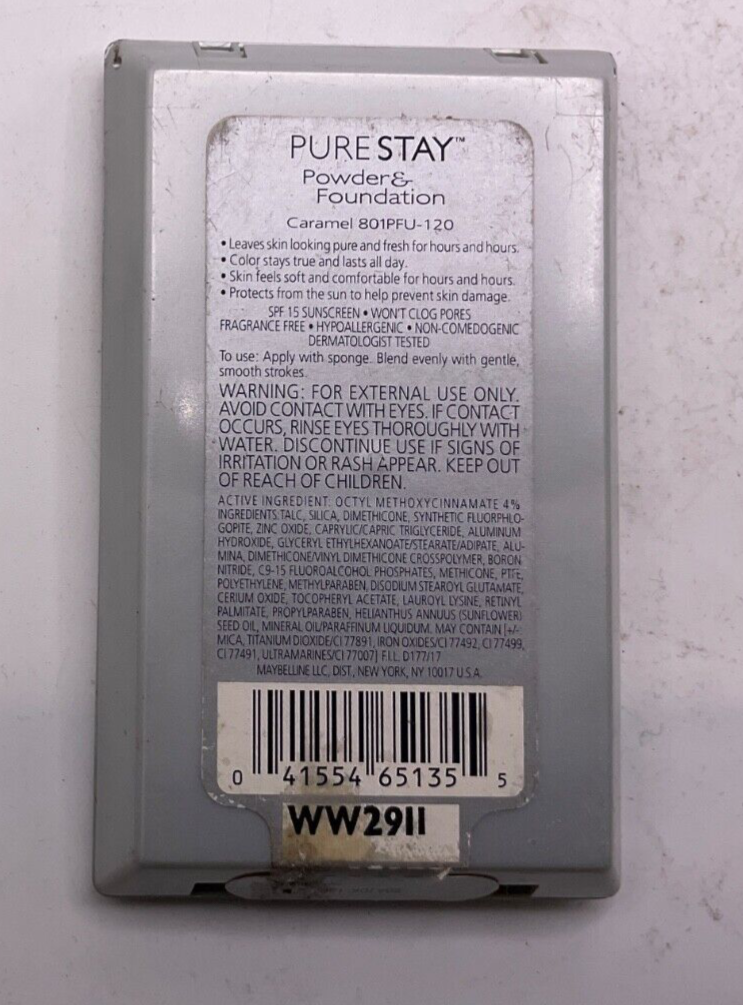 PURESTAY™
Powder&
Foundation
Caramel 801PFU-120
• Leaves skin looking pure and fresh for hours and hours.
• Color stays true and lasts all day.
• Skin feels soft and comfortable for hours and hours.
• Protects from the sun to help prevent skin damage.
SPF 15 SUNSCREEN • WON'T CLOG PORES
FRAGRANCE FREE • HYPOALLERGENIC • NON-COMEDOGENIC
DERMATOLOGIST TESTED
To use: Apply with sponge. Blend evenly with gentle,
smooth strokes.
WARNING: FOR EXTERNAL USE ONLY.
AVOID CONTACT WITH EYES. IF CONTACT
OCCURS, RINSE EYES THOROUGHLY WITH
WATER. DISCONTINUE USE IF SIGNS OF
IRRITATION OR RASH APPEAR. KEEP OUT
OF REACH OF CHILDREN.
ACTIVE INGREDIENT: OCTYL METHOXYCINNAMATE 4%
INGREDIENTS: TALC, SILICA, DIMETHICONE, SYNTHETIC FLUORPHLO-
GOPITE, ZINC OXIDE, CAPRYLIC/CAPRIC TRIGLYCERIDE, ALUMINUM
HYDROXIDE, GLYCERYL ETHYLHEXANOATE/STEARATE/ADIPATE, ALU-
MINA, DIMETHICONE/VINYL DIMETHICONE CROSSPOLYMER, BORON
NITRIDE, C9-15 FLUOROALCOHOL PHOSPHATES, METHICONE, PTFE,
POLYETHYLENE, METHYLPARABEN, DISODIUM STEAROYL GLUTAMATE,
CERIUM OXIDE, TOCOPHERYL ACETATE, LAUROYL LYSINE, RETINYL
PALMITATE, PROPYLPARABEN, HELIANTHUS ANNUUS (SUNFLOWER)
SEED OIL, MINERAL OIL/PARAFFINUM LIQUIDUM. MAY CONTAIN [+/-
MICA, TITANIUM DIOXIDE/CI 77891, IRON OXIDES/CI 77492, CI 77499,
CI 77491, ULTRAMARINES/CI 77007] F.I.L. D177/17
MAYBELLINE LLC, DIST., NEW YORK, NY 10017 U.S.A.
0 41554 65135 5
WW2911